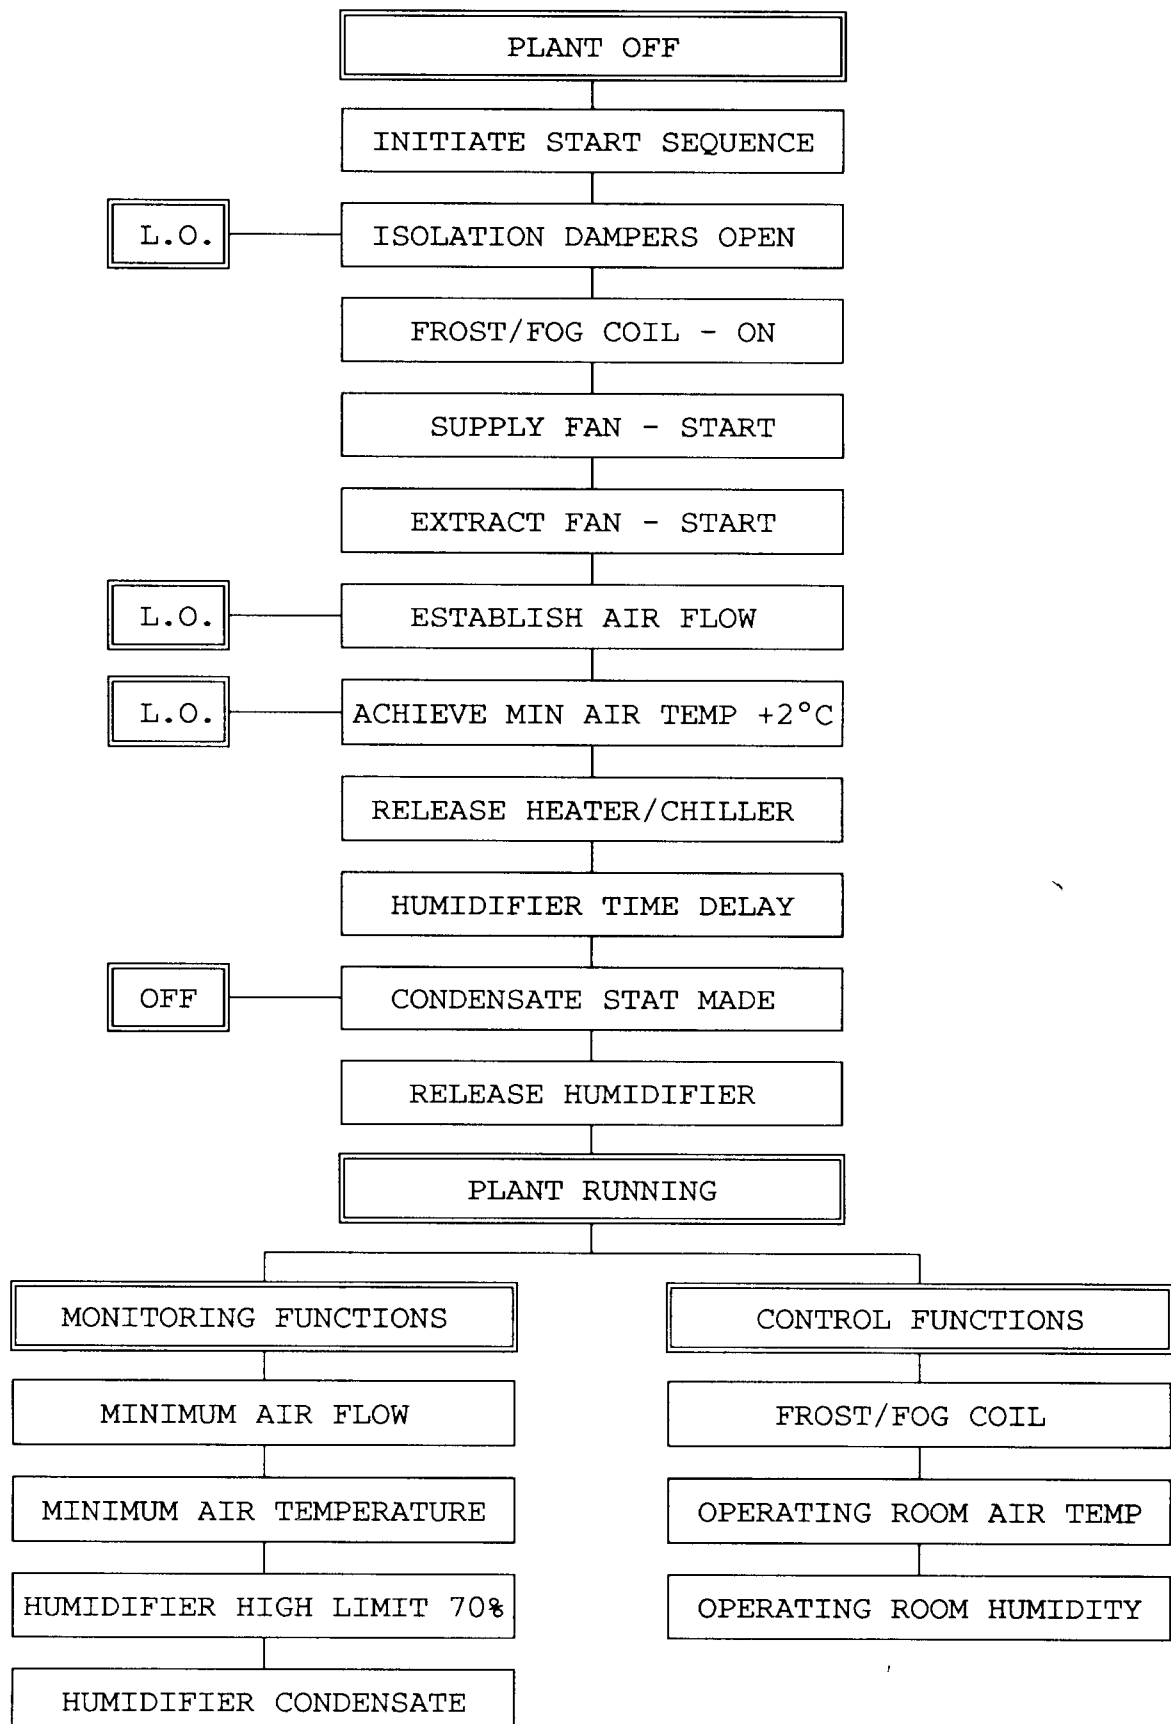 PLANT OFF
INITIATE START SEQUENCE
L.O.
ISOLATION DAMPERS OPEN
FROST/FOG COIL - ON
SUPPLY FAN - START
EXTRACT FAN - START
L.O.
ESTABLISH AIR FLOW
L.O.
ACHIEVE MIN AIR TEMP +2°C
RELEASE HEATER/CHILLER
HUMIDIFIER TIME DELAY
OFF
CONDENSATE STAT MADE
RELEASE HUMIDIFIER
PLANT RUNNING
MONITORING FUNCTIONS
MINIMUM AIR FLOW
MINIMUM AIR TEMPERATURE
HUMIDIFIER HIGH LIMIT 70%
HUMIDIFIER CONDENSATE
CONTROL FUNCTIONS
FROST/FOG COIL
OPERATING ROOM AIR TEMP
OPERATING ROOM HUMIDITY